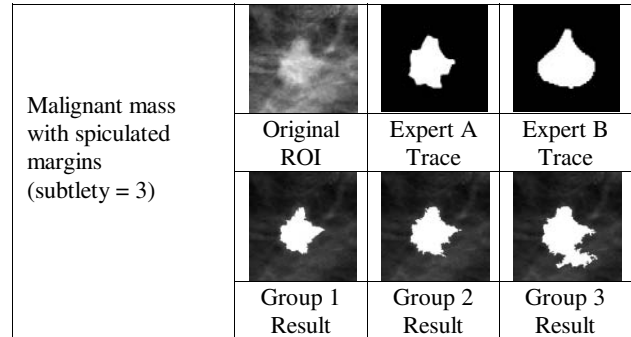 Malignant mass
with spiculated
margins
(subtlety = 3)
Original
ROI
Expert A
Trace
Expert B
Trace
Group 1
Result
Group 2
Result
Group 3
Result